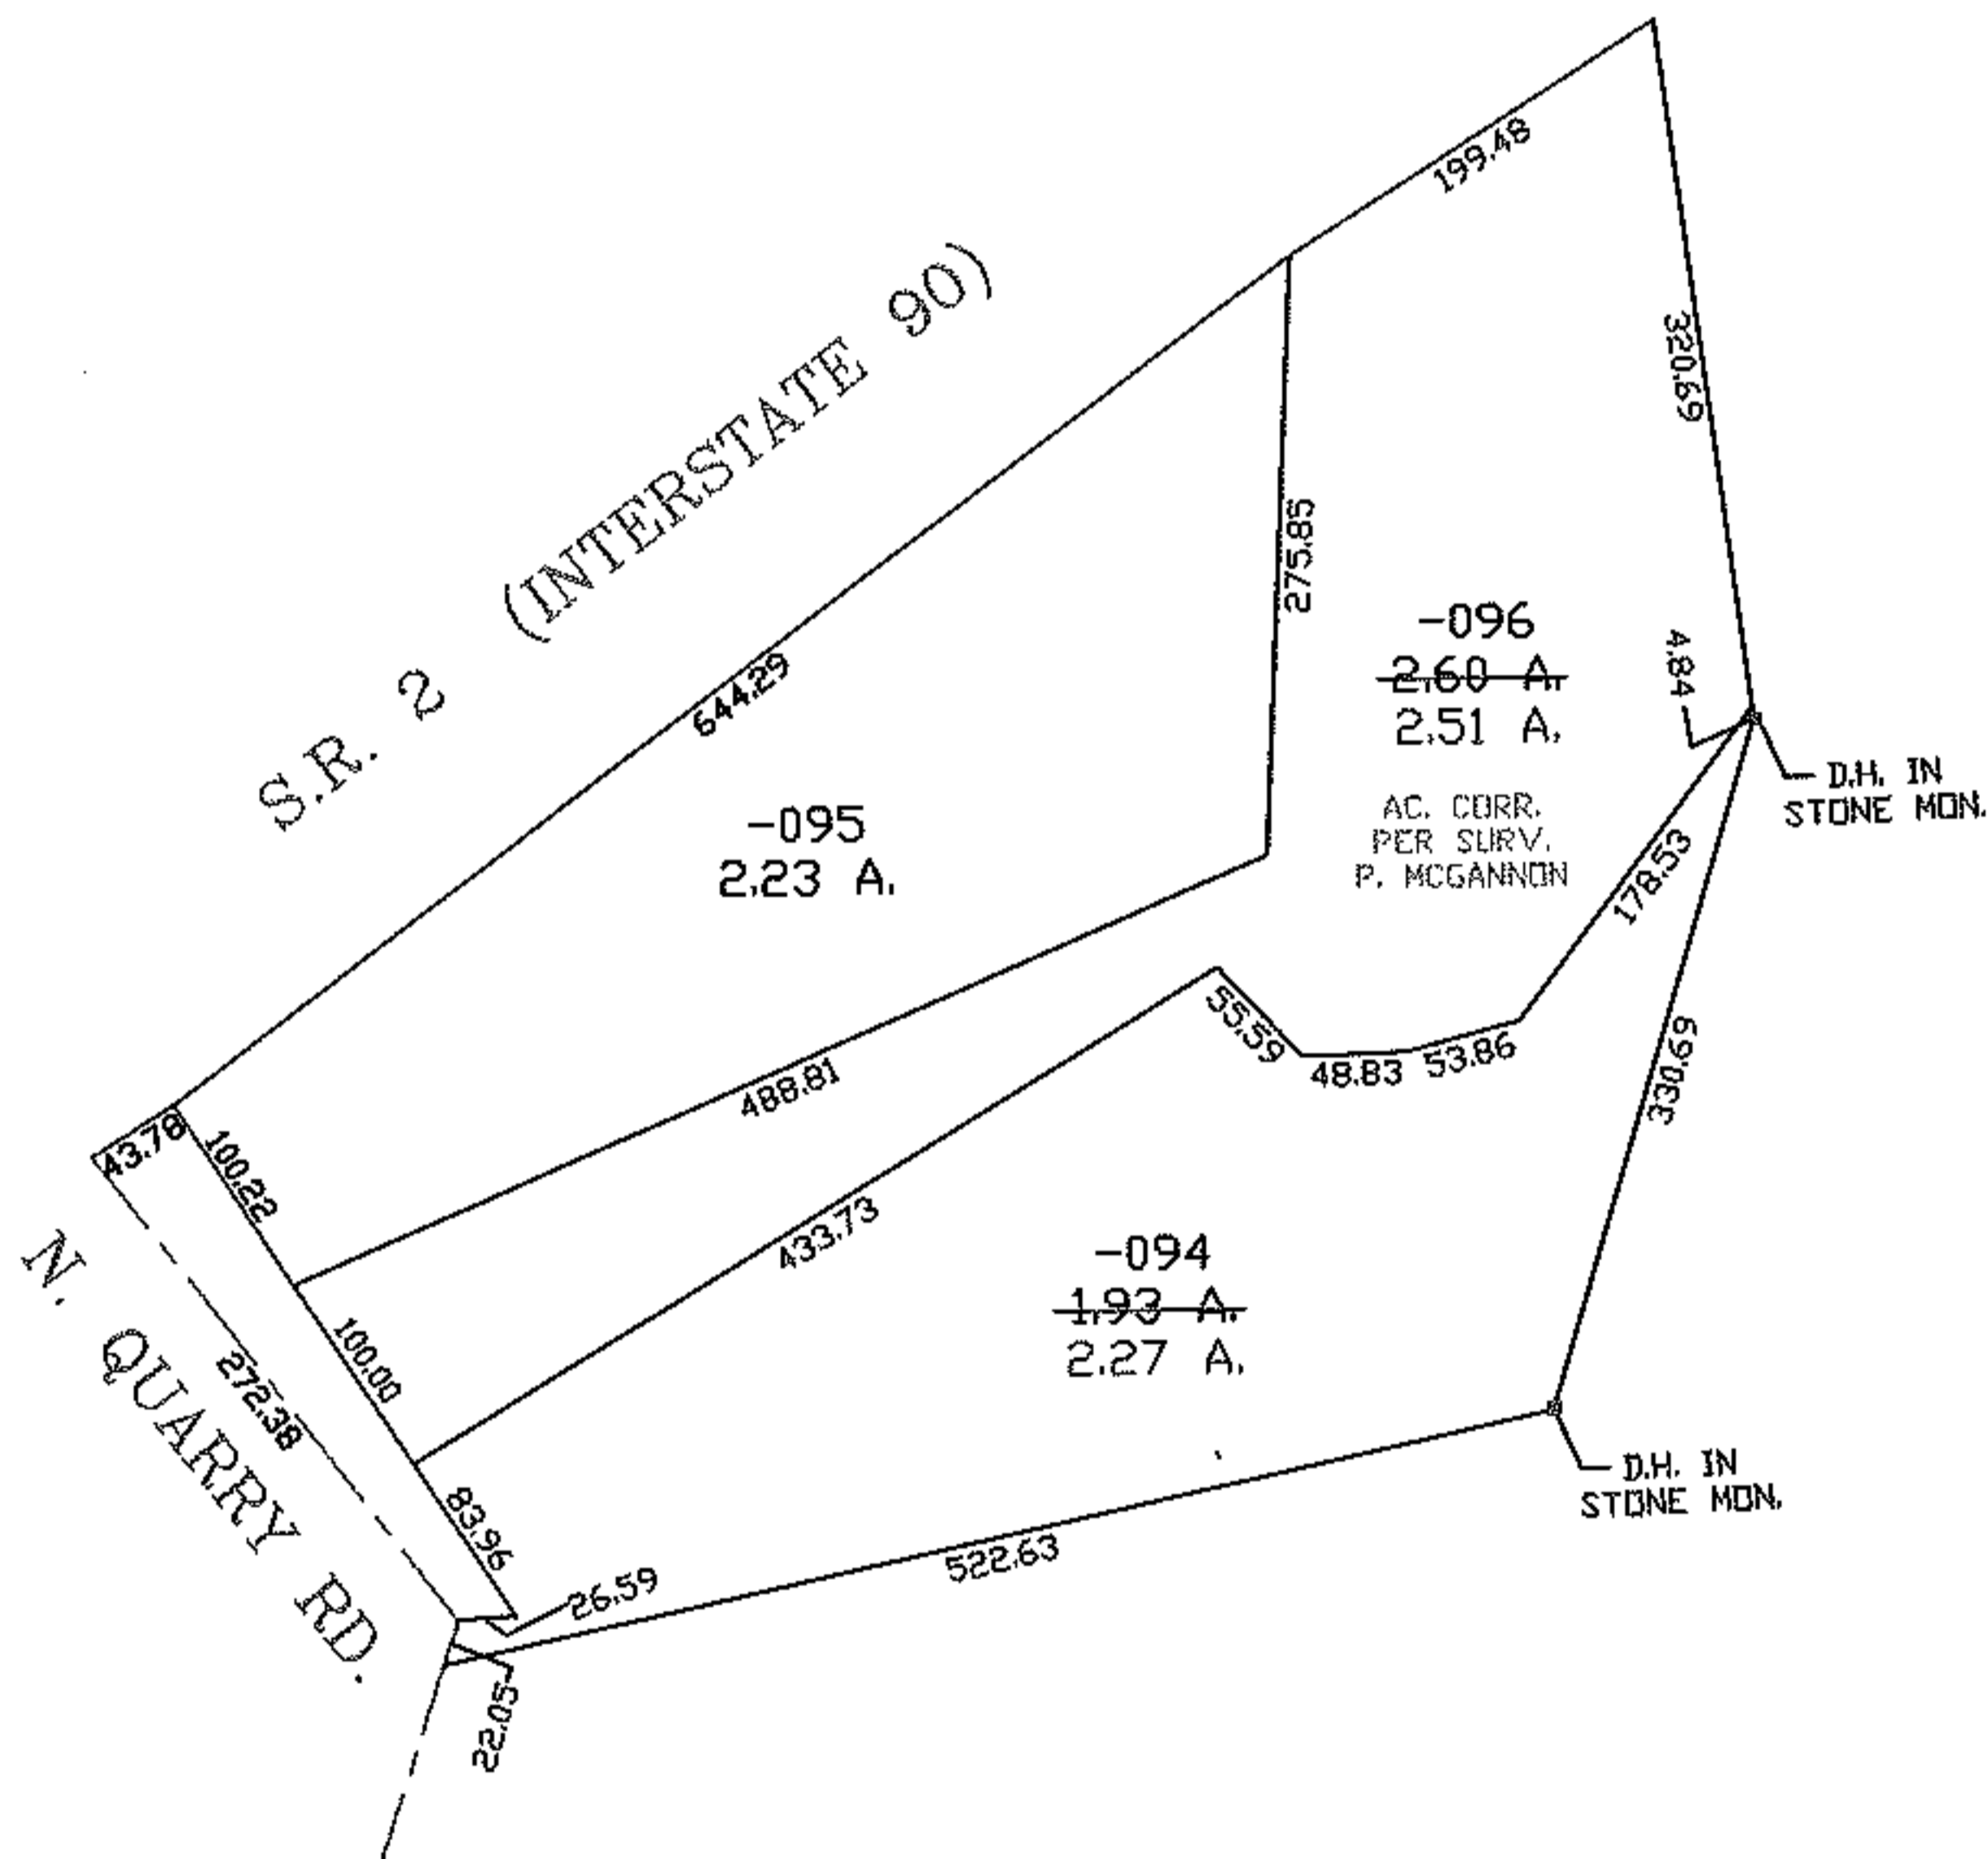 199.48
S.R. 2 (INTERSTATE 90)
320.69
644.29
275.85
-096
2.60 A.
2.51 A.
AC. CORR.
PER SURV.
P. MCGANNON
4.84
D.H. IN
STONE MON.
-095
2.23 A.
178.53
55.59
48.83
53.86
330.69
488.81
43.78
100.22
433.73
-094
1.93 A.
2.27 A.
100.00
272.38
N. QUARRY RD.
83.96
26.59
522.63
D.H. IN
STONE MON.
22.05